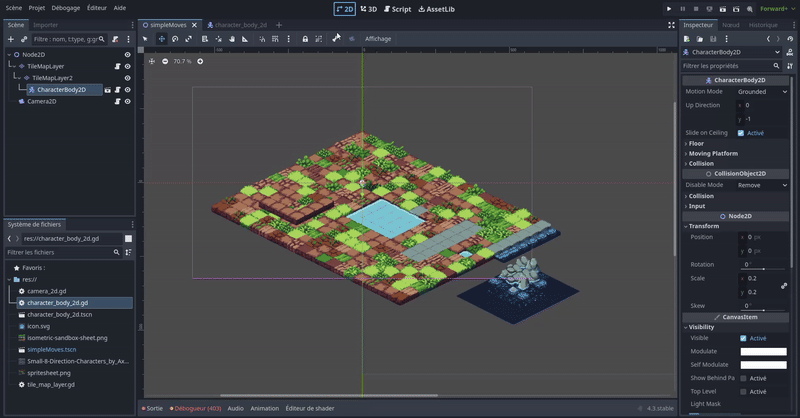 Scène Projet Débogage Éditeur Aide
2D 3D Script AssetLib
Forward+
Scène Importer
Filtre : nom, t:type, g:gr
Node2D
TileMapLayer
TileMapLayer2
CharacterBody2D
Camera2D
Système de fichiers
res://character_body_2d.gd
Filtrer les fichiers
Favoris :
res://
camera_2d.gd
character_body_2d.gd
character_body_2d.tscn
icon.svg
isometric-sandbox-sheet.png
simpleMoves.tscn
Small-8-Direction-Characters_by_Ax...
spritesheet.png
tile_map_layer.gd
simpleMoves character_body_2d
Affichage
70.7 %
Sortie Débogueur (403) Audio Animation Éditeur de shader
4.3.stable
Inspecteur Nœud Historique
CharacterBody2D
Filtrer les propriétés
CharacterBody2D
Motion Mode Grounded
Up Direction x 0
y -1
Slide on Ceiling Activé
Floor
Moving Platform
Collision
CollisionObject2D
Disable Mode Remove
Collision
Input
Node2D
Transform
Position x 0 px
y 0 px
Rotation 0 °
Scale x 0.2
y 0.2
Skew 0 °
CanvasItem
Visibility
Visible Activé
Modulate
Self Modulate
Show Behind Pa Activé
Top Level Activé
Light Mask